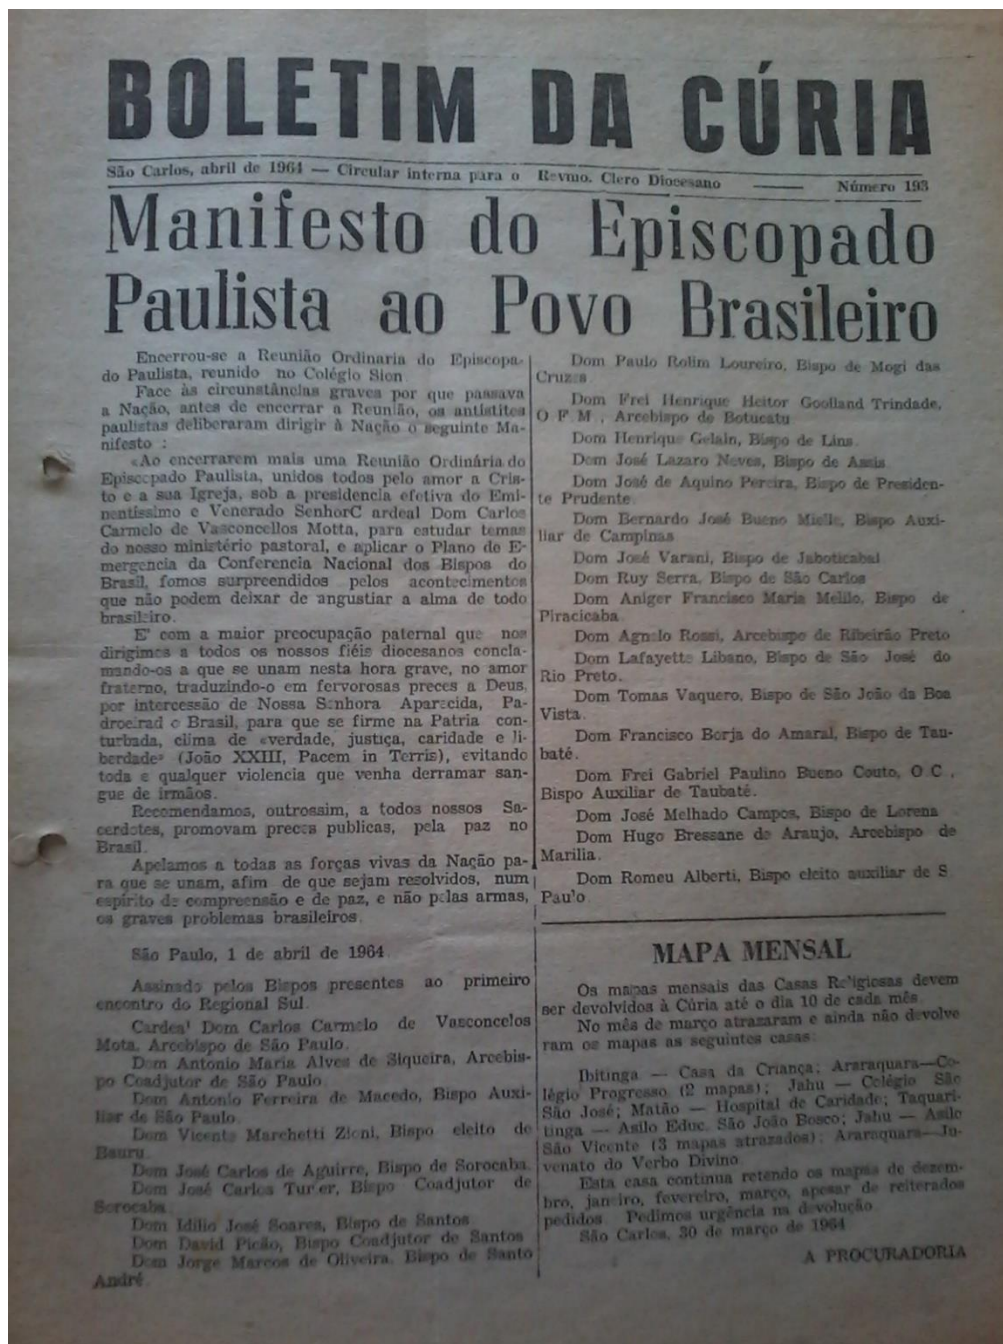 BOLETIM DA CÚRIA
São Carlos, abril de 1964 — Circular interna para o Revmo. Clero Diocesano —— Número 193
Manifesto do Episcopado
Paulista ao Povo Brasileiro
Encerrou-se a Reunião Ordinaria do Episcopa-
do Paulista, reunido no Colégio Sion
Face às circunstâncias graves por que passava
a Nação, antes de encerrar a Reunião, os antístites
paulistas deliberaram dirigir à Nação o seguinte Ma-
nifesto :
«Ao encerrarem mais uma Reunião Ordinária do
Episcopado Paulista, unidos todos pelo amor a Cris-
to e a sua Igreja, sob a presidencia efetiva do Emi-
nentíssimo e Venerado SenhorC ardeal Dom Carlos
Carmelo de Vasconcellos Motta, para estudar temas
do nosso ministério pastoral, e aplicar o Plano de E-
mergencia da Conferencia Nacional dos Bispos do
Brasil, fomos surpreendidos pelos acontecimentos
que não podem deixar de angustiar a alma de todo
brasileiro.
E' com a maior preocupação paternal que nos
dirigimos a todos os nossos fiéis diocesanos concla-
mando-os a que se unam nesta hora grave, no amor
fraterno, traduzindo-o em fervorosas preces a Deus,
por intercessão de Nossa Senhora Aparecida, Pa-
droeirad o Brasil, para que se firme na Patria con-
turbada, clima de «verdade, justiça, caridade e li-
berdade» (João XXIII, Pacem in Terris), evitando
toda e qualquer violencia que venha derramar san-
gue de irmãos.
Recomendamos, outrossim, a todos nossos Sa-
cerdotes, promovam preces publicas, pela paz no
Brasil.
Apelamos a todas as forças vivas da Nação pa-
ra que se unam, afim de que sejam resolvidos, num
espírito de compreensão e de paz, e não pelas armas,
os graves problemas brasileiros.
São Paulo, 1 de abril de 1964.
Assinado pelos Bispos presentes ao primeiro
encontro do Regional Sul.
Cardeal Dom Carlos Carmelo de Vasconcelos
Mota, Arcebispo de São Paulo.
Dom Antonio Maria Alves de Siqueira, Arcebis-
po Coadjutor de São Paulo
Dom Antonio Ferreira de Macedo, Bispo Auxi-
liar de São Paulo.
Dom Vicente Marchetti Zioni, Bispo eleito de
Bauru.
Dom José Carlos de Aguirre, Bispo de Sorocaba.
Dom José Carlos Tur er, Bispo Coadjutor de
Sorocaba
Dom Idilio José Soares, Bispo de Santos
Dom David Picão, Bispo Coadjutor de Santos
Dom Jorge Marcos de Oliveira, Bispo de Santo
André.
Dom Paulo Rolim Loureiro, Bispo de Mogi das
Cruzes
Dom Frei Henrique Heitor Goolland Trindade,
O F M , Arcebispo de Botucatu
Dom Henrique Gelain, Bispo de Lins.
Dom José Lazaro Neves, Bispo de Assis
Dom José de Aquino Pereira, Bispo de Presiden-
te Prudente
Dom Bernardo José Bueno Mielle, Bispo Auxi-
liar de Campinas
Dom José Varani, Bispo de Jaboticabal
Dom Ruy Serra, Bispo de São Carlos
Dom Aniger Francisco Maria Melilo, Bispo de
Piracicaba
Dom Agnelo Rossi, Arcebispo de Ribeirão Preto
Dom Lafayette Libano, Bispo de São José do
Rio Preto.
Dom Tomas Vaquero, Bispo de São João da Boa
Vista.
Dom Francisco Borja do Amaral, Bispo de Tau-
baté.
Dom Frei Gabriel Paulino Bueno Couto, O C ,
Bispo Auxiliar de Taubaté.
Dom José Melhado Campos, Bispo de Lorena
Dom Hugo Bressane de Araujo, Arcebispo de
Marilia.
Dom Romeu Alberti, Bispo eleito auxiliar de S
Paulo
MAPA MENSAL
Os mapas mensais das Casas Religiosas devem
ser devolvidos à Cúria até o dia 10 de cada mês.
No mês de março atrazaram e ainda não devolve
ram os mapas as seguintes casas:
Ibitinga — Casa da Criança; Araraquara—Co-
légio Progresso (2 mapas); Jahu — Colégio São
São José; Matão — Hospital de Caridade; Taquari-
tinga — Asilo Educ. São João Bosco; Jahu — Asilo
São Vicente (3 mapas atrazados); Araraquara—Ju-
venato do Verbo Divino
Esta casa continua retendo os mapas de dezem-
bro, janeiro, fevereiro, março, apesar de reiterados
pedidos Pedimos urgência na devolução
São Carlos, 30 de março de 1964
A PROCURADORIA